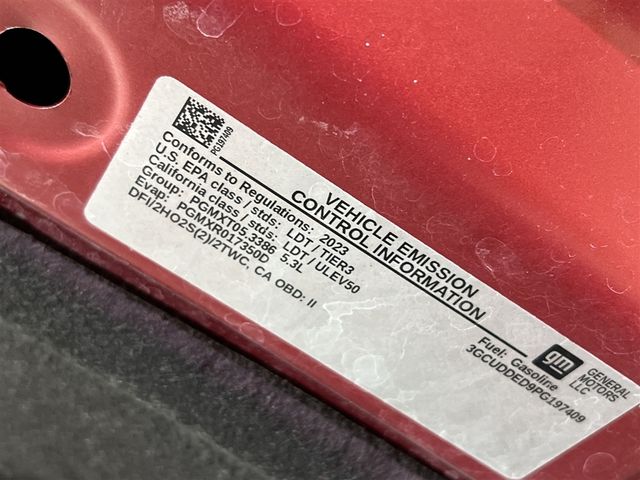 PG197409
VEHICLE EMISSION
CONTROL INFORMATION
Conforms to Regulations: 2023
U.S. EPA class / stds: LDT / TIER3
California class / stds: LDT / ULEV50
Group: PGMXT05.3386 5.3L
Evap: PGMXR017350D
DFI/2HO2S(2)/2TWC, CA OBD: II
gm
GENERAL
MOTORS
LLC
Fuel: Gasoline
3GCUDDED9PG197409